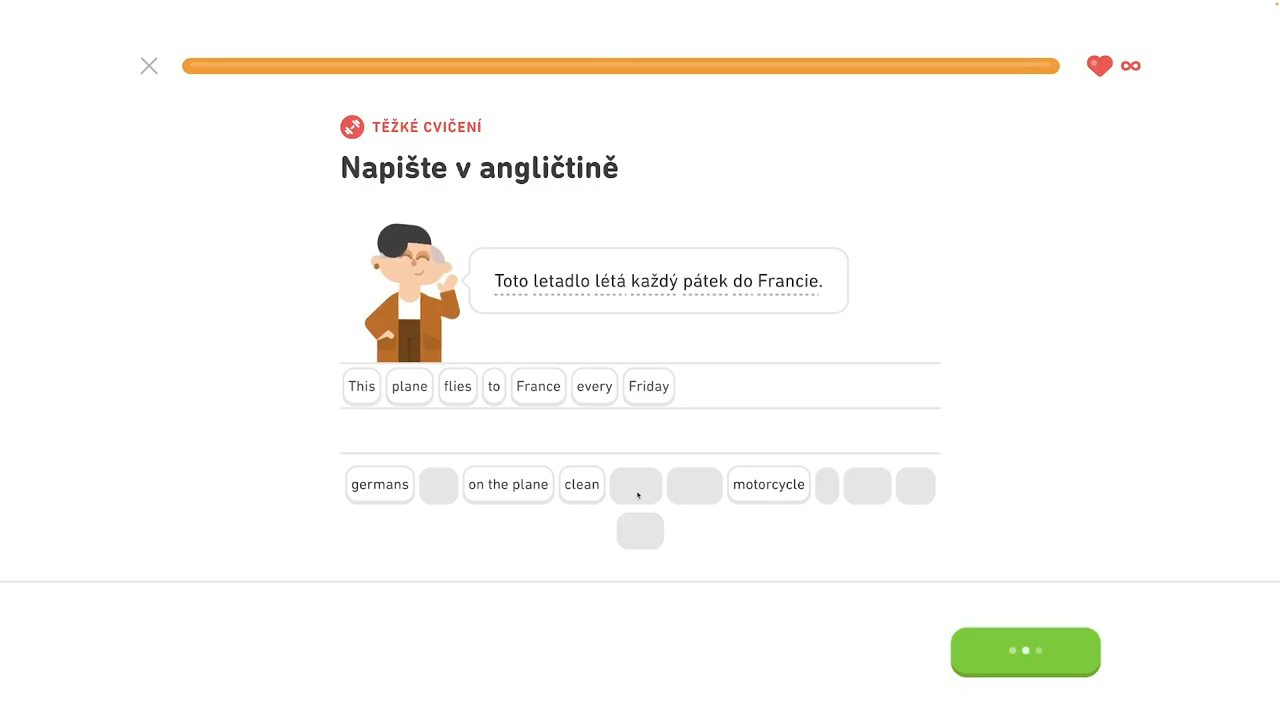 TĚŽKÉ CVIČENÍ
Napište v angličtině
Toto letadlo létá každý pátek do Francie.
This plane flies to France every Friday
germans on the plane clean motorcycle